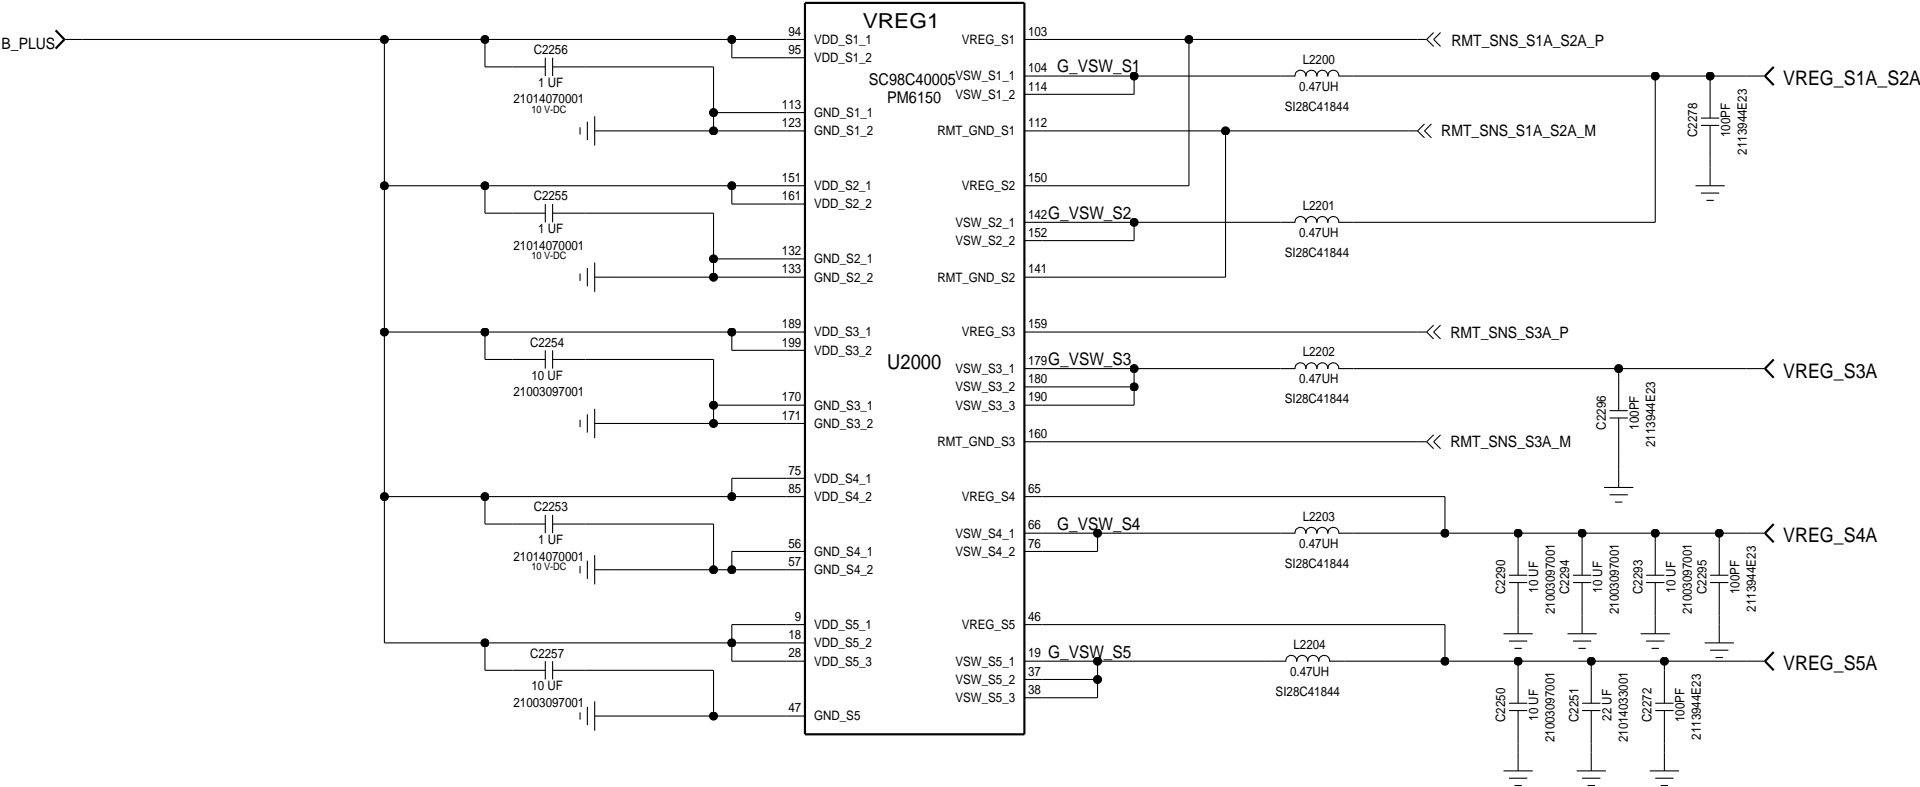 B_PLUS
VREG1
SC98C40005
PM6150
U2000
94 VDD_S1_1
95 VDD_S1_2
C2256
1 UF
21014070001
10 V-DC
113 GND_S1_1
123 GND_S1_2
151 VDD_S2_1
161 VDD_S2_2
C2255
1 UF
21014070001
10 V-DC
132 GND_S2_1
133 GND_S2_2
189 VDD_S3_1
199 VDD_S3_2
C2254
10 UF
21003097001
170 GND_S3_1
171 GND_S3_2
75 VDD_S4_1
85 VDD_S4_2
C2253
1 UF
21014070001
10 V-DC
56 GND_S4_1
57 GND_S4_2
9 VDD_S5_1
18 VDD_S5_2
28 VDD_S5_3
C2257
10 UF
21003097001
47 GND_S5
VREG_S1 103 RMT_SNS_S1A_S2A_P
VSW_S1_1 104 G_VSW_S1
VSW_S1_2 114
L2200
0.47UH
SI28C41844
VREG_S1A_S2A
C2278
100PF
2113944E23
RMT_GND_S1 112 RMT_SNS_S1A_S2A_M
VREG_S2 150
VSW_S2_1 142 G_VSW_S2
VSW_S2_2 152
L2201
0.47UH
SI28C41844
RMT_GND_S2 141
VREG_S3 159 RMT_SNS_S3A_P
VSW_S3_1 179 G_VSW_S3
VSW_S3_2 180
VSW_S3_3 190
L2202
0.47UH
SI28C41844
VREG_S3A
C2296
100PF
2113944E23
RMT_GND_S3 160 RMT_SNS_S3A_M
VREG_S4 65
VSW_S4_1 66 G_VSW_S4
VSW_S4_2 76
L2203
0.47UH
SI28C41844
VREG_S4A
C2290
10 UF
21003097001
C2294
10 UF
21003097001
C2293
10 UF
21003097001
C2295
100PF
2113944E23
VREG_S5 46
VSW_S5_1 19 G_VSW_S5
VSW_S5_2 37
VSW_S5_3 38
L2204
0.47UH
SI28C41844
VREG_S5A
C2250
10 UF
21003097001
C2251
22 UF
21014033001
C2272
100PF
2113944E23